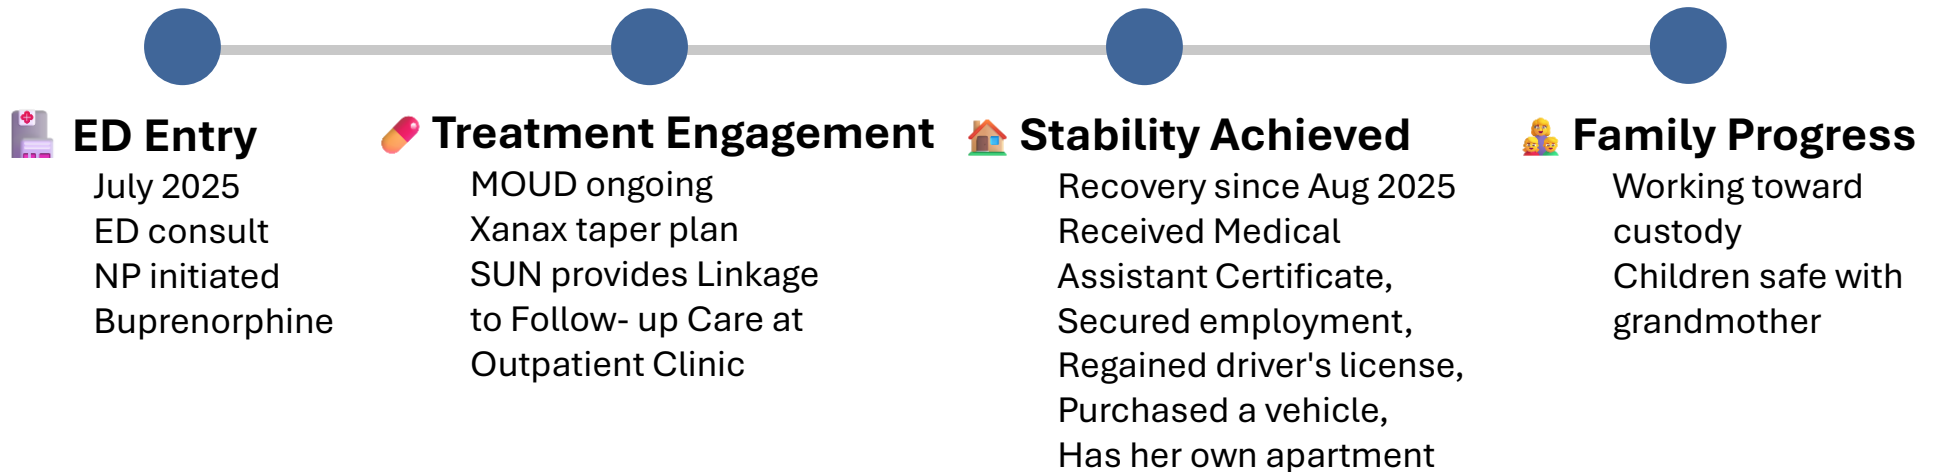 ED Entry
July 2025
ED consult
NP initiated
Buprenorphine
Treatment Engagement
MOUD ongoing
Xanax taper plan
SUN provides Linkage
to Follow- up Care at
Outpatient Clinic
Stability Achieved
Recovery since Aug 2025
Received Medical
Assistant Certificate,
Secured employment,
Regained driver's license,
Purchased a vehicle,
Has her own apartment
Family Progress
Working toward
custody
Children safe with
grandmother